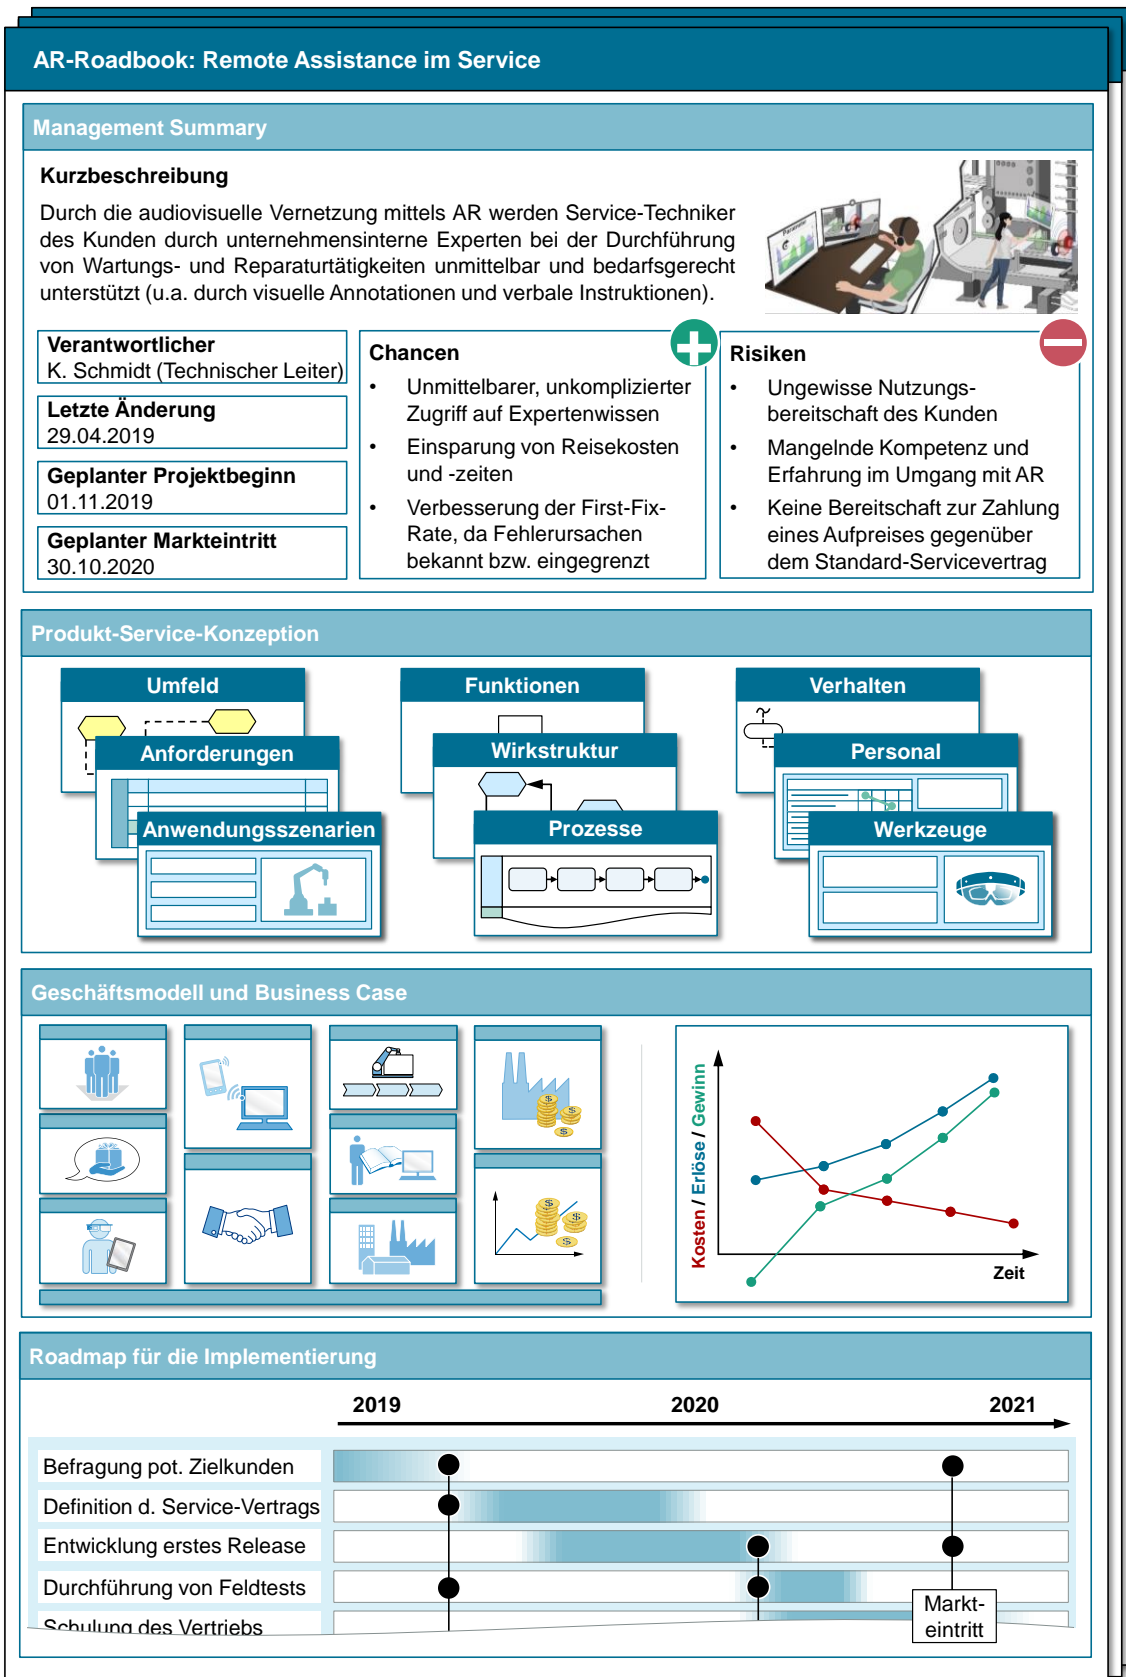 AR-Roadbook: Remote Assistance im Service
Management Summary
Kurzbeschreibung
Durch die audiovisuelle Vernetzung mittels AR werden Service-Techniker
des Kunden durch unternehmensinterne Experten bei der Durchführung
von Wartungs- und Reparaturtätigkeiten unmittelbar und bedarfsgerecht
unterstützt (u.a. durch visuelle Annotationen und verbale Instruktionen).
Verantwortlicher
K. Schmidt (Technischer Leiter)
Letzte Änderung
29.04.2019
Geplanter Projektbeginn
01.11.2019
Geplanter Markteintritt
30.10.2020
Chancen
• Unmittelbarer, unkomplizierter
Zugriff auf Expertenwissen
• Einsparung von Reisekosten
und -zeiten
• Verbesserung der First-Fix-
Rate, da Fehlerursachen
bekannt bzw. eingegrenzt
Risiken
• Ungewisse Nutzungs-
bereitschaft des Kunden
• Mangelnde Kompetenz und
Erfahrung im Umgang mit AR
• Keine Bereitschaft zur Zahlung
eines Aufpreises gegenüber
dem Standard-Servicevertrag
Produkt-Service-Konzeption
Umfeld
Anforderungen
Anwendungsszenarien
Funktionen
Wirkstruktur
Prozesse
Verhalten
Personal
Werkzeuge
Geschäftsmodell und Business Case
Kosten / Erlöse / Gewinn
Zeit
Roadmap für die Implementierung
2019 2020 2021
Befragung pot. Zielkunden
Definition d. Service-Vertrags
Entwicklung erstes Release
Durchführung von Feldtests
Schulung des Vertriebs
Markt-
eintritt